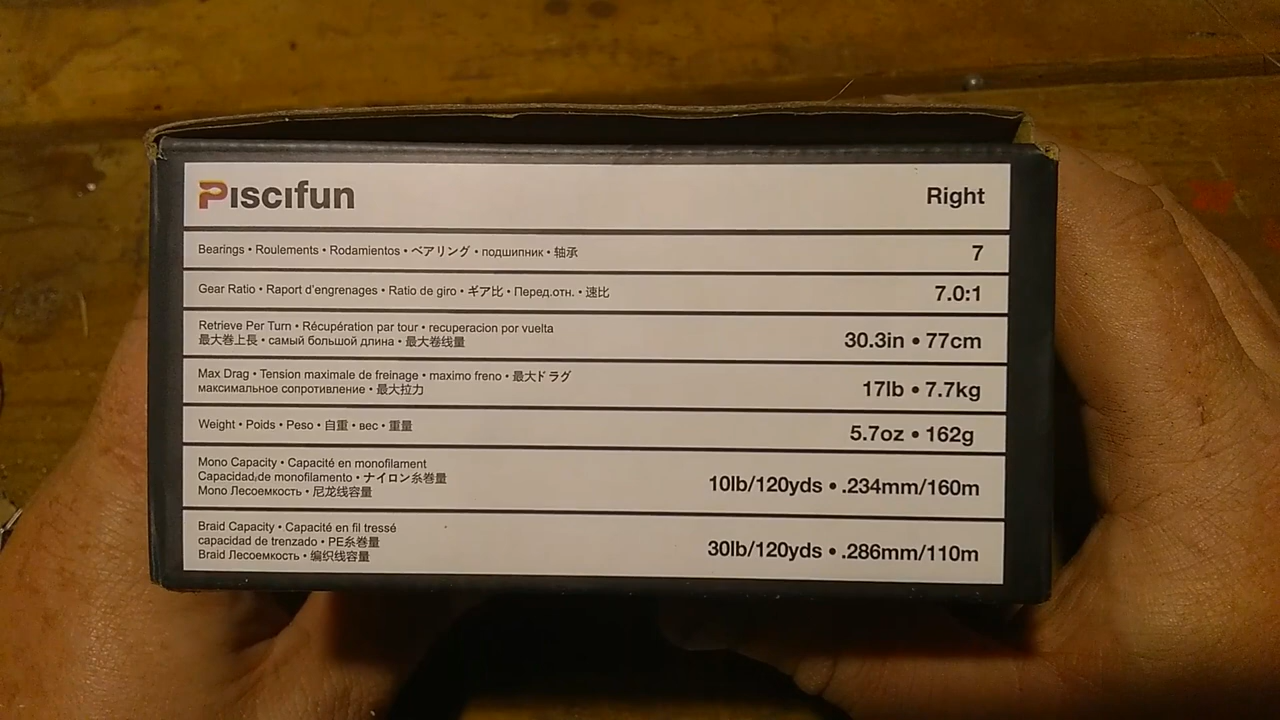 Piscifun Right
Bearings • Roulements • Rodamientos • ベアリング • подшипник • 轴承 7
Gear Ratio • Raport d'engrenages • Ratio de giro • ギア比 • Перед.отн. • 速比 7.0:1
Retrieve Per Turn • Récupération par tour • recuperacion por vuelta
最大巻上長 • самый большой длина • 最大卷线量 30.3in • 77cm
Max Drag • Tension maximale de freinage • maximo freno • 最大ドラグ
максимальное сопротивление • 最大拉力 17lb • 7.7kg
Weight • Poids • Peso • 自重 • вес • 重量 5.7oz • 162g
Mono Capacity • Capacité en monofilament
Capacidad de monofilamento • ナイロン糸巻量
Mono Лесоемкость • 尼龙线容量 10lb/120yds • .234mm/160m
Braid Capacity • Capacité en fil tressé
capacidad de trenzado • PE糸巻量
Braid Лесоемкость • 编织线容量 30lb/120yds • .286mm/110m